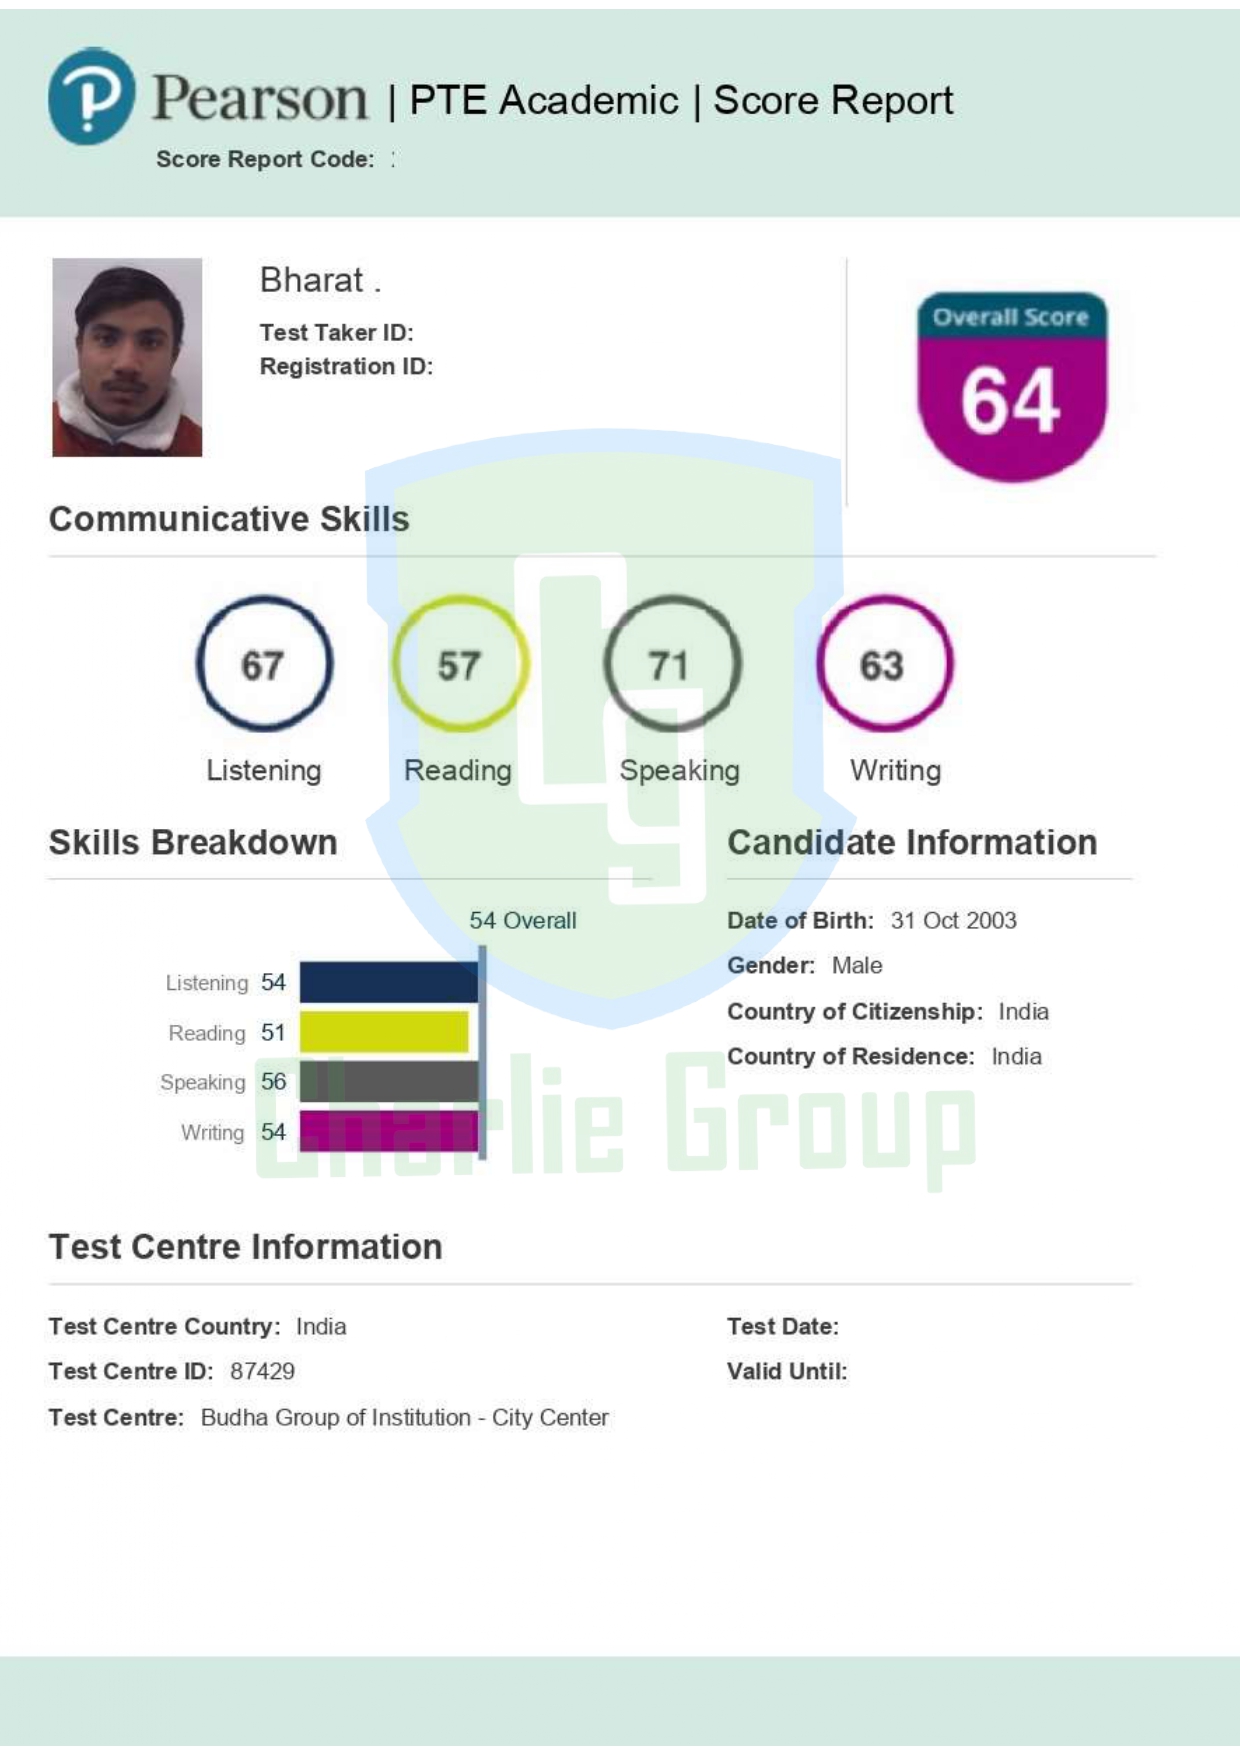 Pearson | PTE Academic | Score Report
Score Report Code: :
Bharat .
Test Taker ID:
Registration ID:
Overall Score
64
Communicative Skills
67 57 71 63
Listening Reading Speaking Writing
Skills Breakdown
54 Overall
Listening 54
Reading 51
Speaking 56
Writing 54
Candidate Information
Date of Birth: 31 Oct 2003
Gender: Male
Country of Citizenship: India
Country of Residence: India
Charlie Group
Test Centre Information
Test Centre Country: India
Test Centre ID: 87429
Test Centre: Budha Group of Institution - City Center
Test Date:
Valid Until: